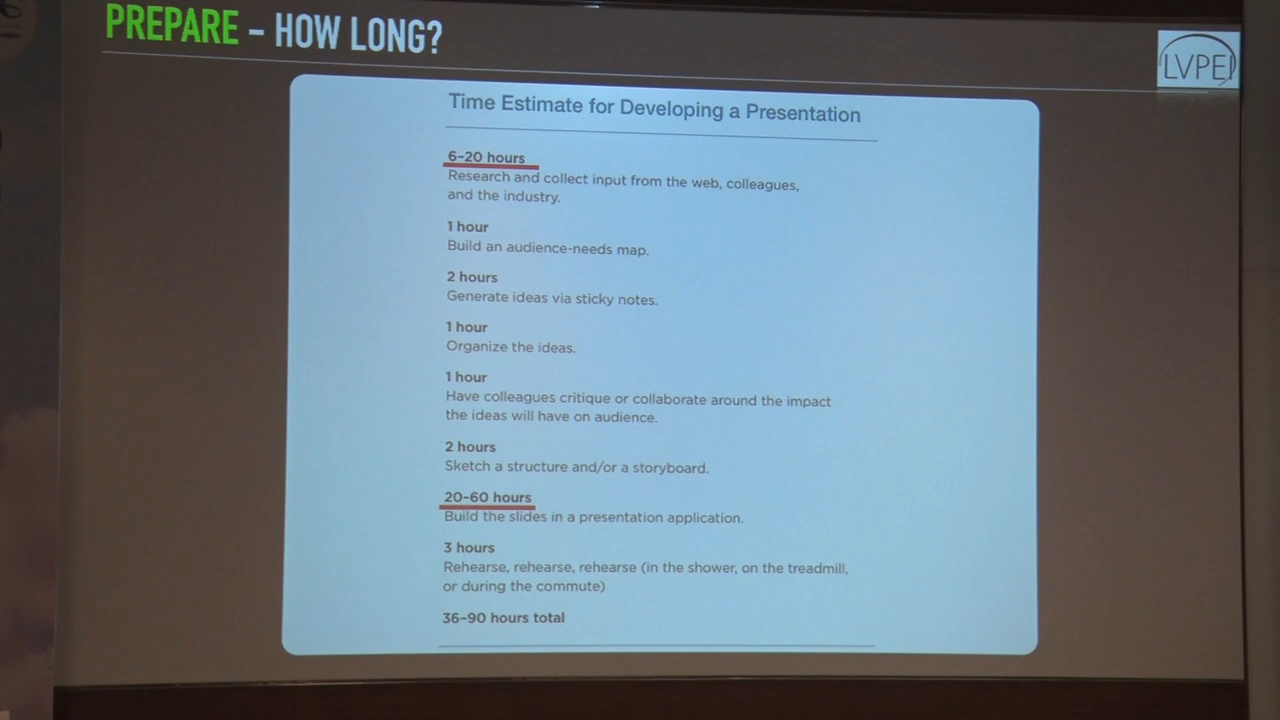 PREPARE – HOW LONG?
LVPEI
Time Estimate for Developing a Presentation
6–20 hours
Research and collect input from the web, colleagues,
and the industry.
1 hour
Build an audience-needs map.
2 hours
Generate ideas via sticky notes.
1 hour
Organize the ideas.
1 hour
Have colleagues critique or collaborate around the impact
the ideas will have on audience.
2 hours
Sketch a structure and/or a storyboard.
20–60 hours
Build the slides in a presentation application.
3 hours
Rehearse, rehearse, rehearse (in the shower, on the treadmill,
or during the commute)
36–90 hours total